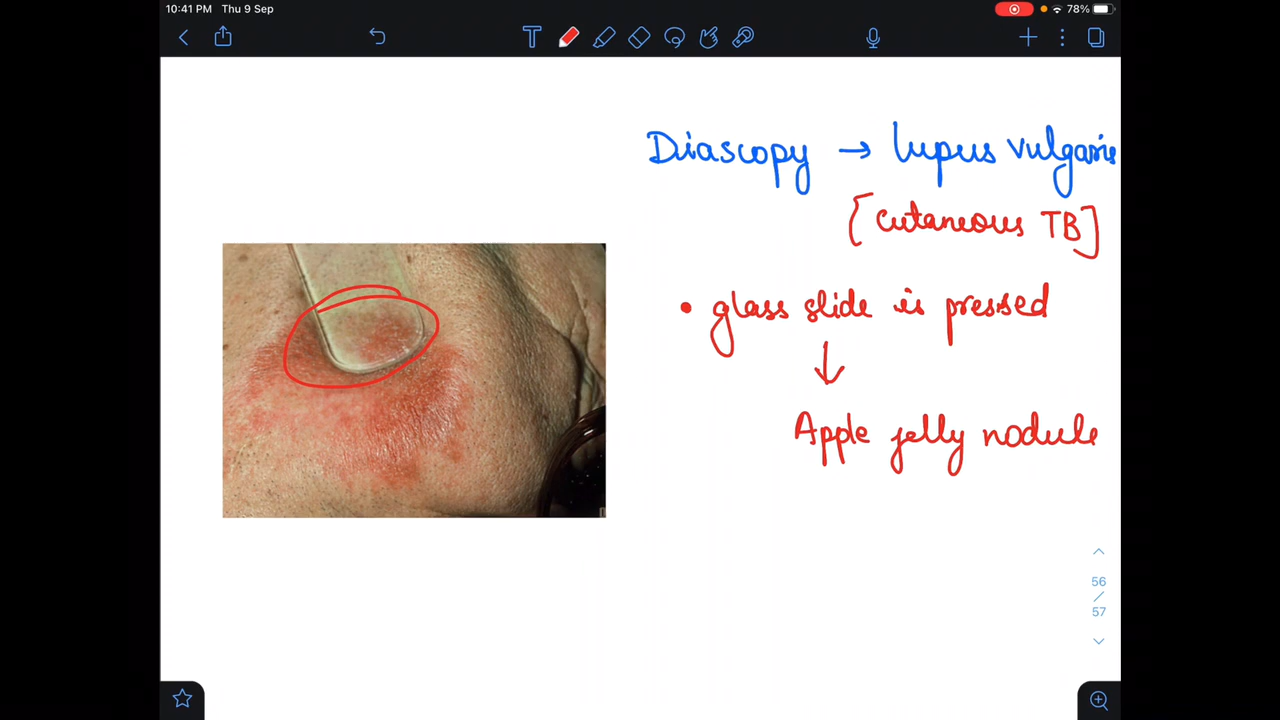 10:41 PM Thu 9 Sep
78%
T
Diascopy → lupus vulgaris
[cutaneous TB]
• glass slide is pressed
↓
Apple jelly nodule
56
/
57